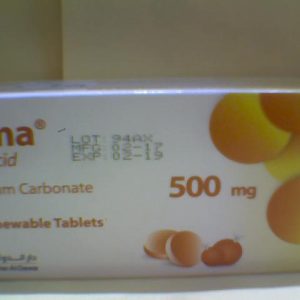 ma®
cid
LOT 94AX
MFG 02-17
EXP 02-19
um Carbonate
500 mg
ewable Tablets